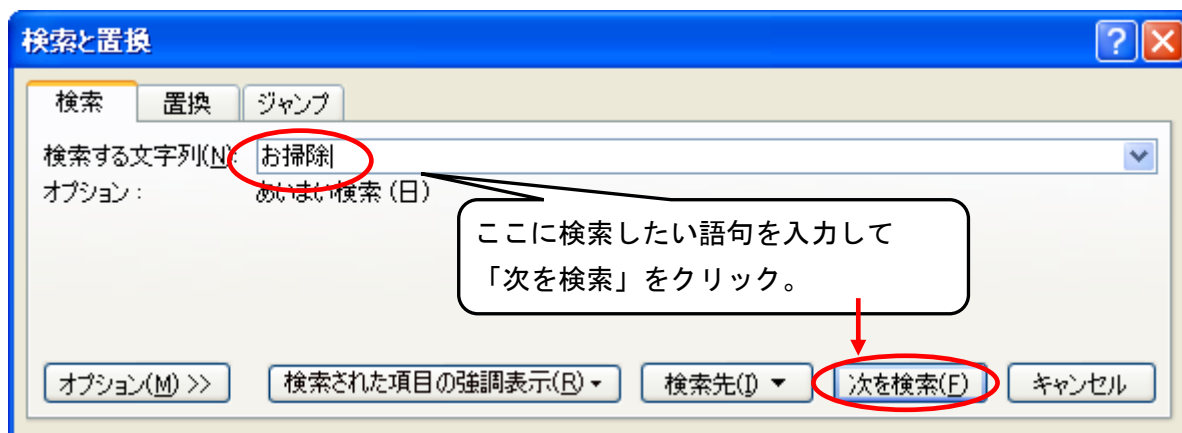 検索と置換
検索 置換 ジャンプ
検索する文字列(N): お掃除
オプション: あいまい検索(日)
ここに検索したい語句を入力して
「次を検索」をクリック。
オプション(M) >> 検索された項目の強調表示(R) 検索先(I) 次を検索(F) キャンセル